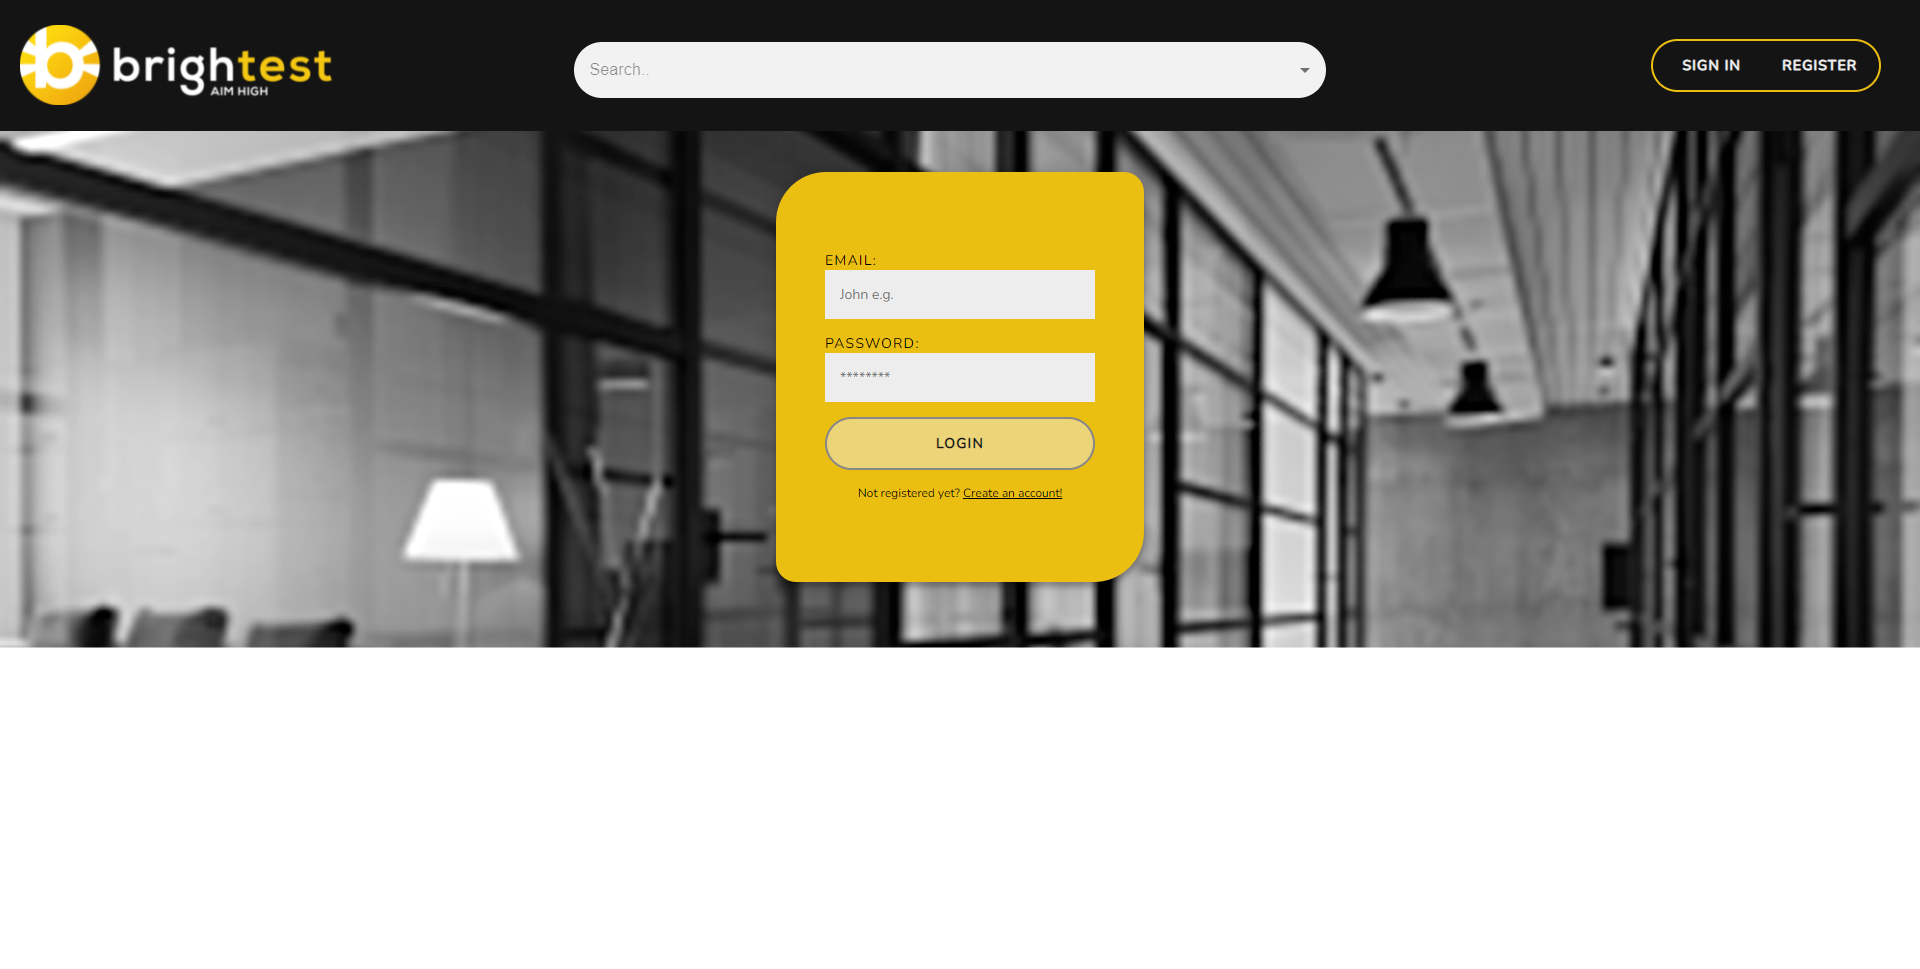 brightest
AIM HIGH
Search..
SIGN IN
REGISTER
EMAIL:
John e.g.
PASSWORD:
********
LOGIN
Not registered yet? Create an account!